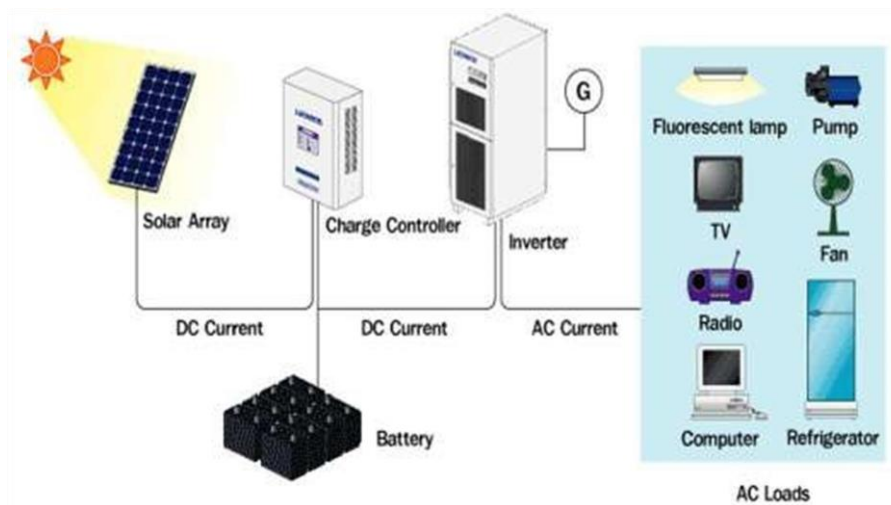 G
Fluorescent lamp
Pump
Solar Array
Charge Controller
Inverter
TV
Fan
DC Current
DC Current
AC Current
Radio
Battery
Computer
Refrigerator
AC Loads